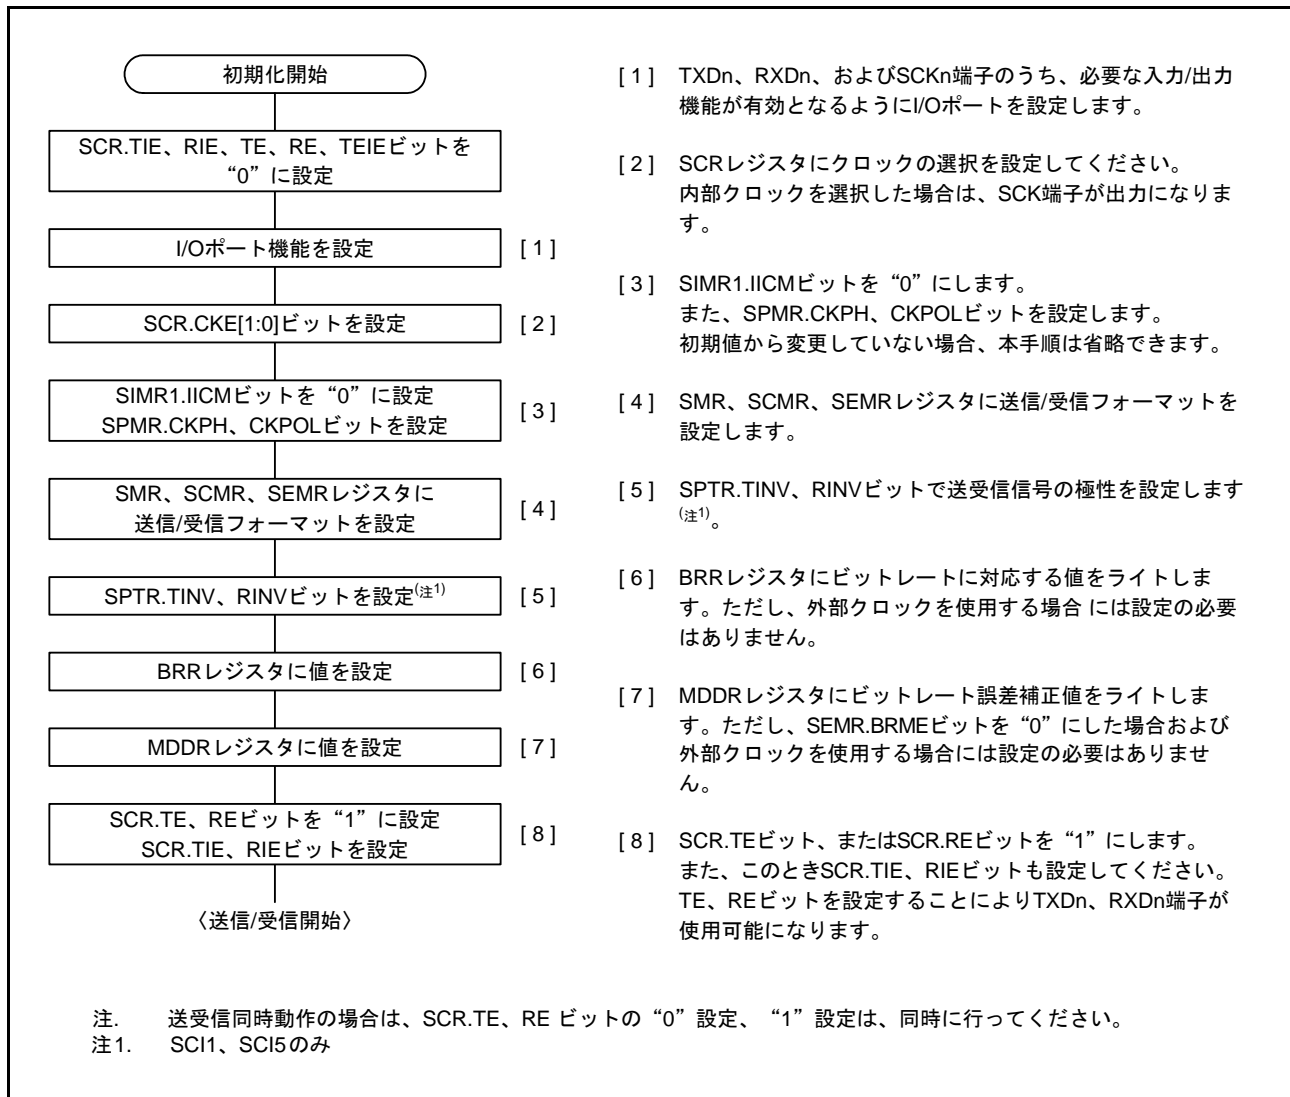 初期化開始
SCR.TIE、RIE、TE、RE、TEIEビットを
“0”に設定
I/Oポート機能を設定
[ 1 ]
SCR.CKE[1:0]ビットを設定
[ 2 ]
SIMR1.IICMビットを“0”に設定
SPMR.CKPH、CKPOLビットを設定
[ 3 ]
SMR、SCMR、SEMRレジスタに
送信/受信フォーマットを設定
[ 4 ]
SPTR.TINV、RINVビットを設定(注1)
[ 5 ]
BRRレジスタに値を設定
[ 6 ]
MDDRレジスタに値を設定
[ 7 ]
SCR.TE、REビットを“1”に設定
SCR.TIE、RIEビットを設定
[ 8 ]
〈送信/受信開始〉
[ 1 ] TXDn、RXDn、およびSCKn端子のうち、必要な入力/出力
機能が有効となるようにI/Oポートを設定します。
[ 2 ] SCRレジスタにクロックの選択を設定してください。
内部クロックを選択した場合は、SCK端子が出力になりま
す。
[ 3 ] SIMR1.IICMビットを“0”にします。
また、SPMR.CKPH、CKPOLビットを設定します。
初期値から変更していない場合、本手順は省略できます。
[ 4 ] SMR、SCMR、SEMRレジスタに送信/受信フォーマットを
設定します。
[ 5 ] SPTR.TINV、RINVビットで送受信信号の極性を設定します
(注1)。
[ 6 ] BRRレジスタにビットレートに対応する値をライトしま
す。ただし、外部クロックを使用する場合 には設定の必要
はありません。
[ 7 ] MDDRレジスタにビットレート誤差補正値をライトしま
す。ただし、SEMR.BRMEビットを“0”にした場合および
外部クロックを使用する場合には設定の必要はありませ
ん。
[ 8 ] SCR.TEビット、またはSCR.REビットを“1”にします。
また、このときSCR.TIE、RIEビットも設定してください。
TE、REビットを設定することによりTXDn、RXDn端子が
使用可能になります。
注. 送受信同時動作の場合は、SCR.TE、RE ビットの“0”設定、“1”設定は、同時に行ってください。
注1. SCI1、SCI5のみ